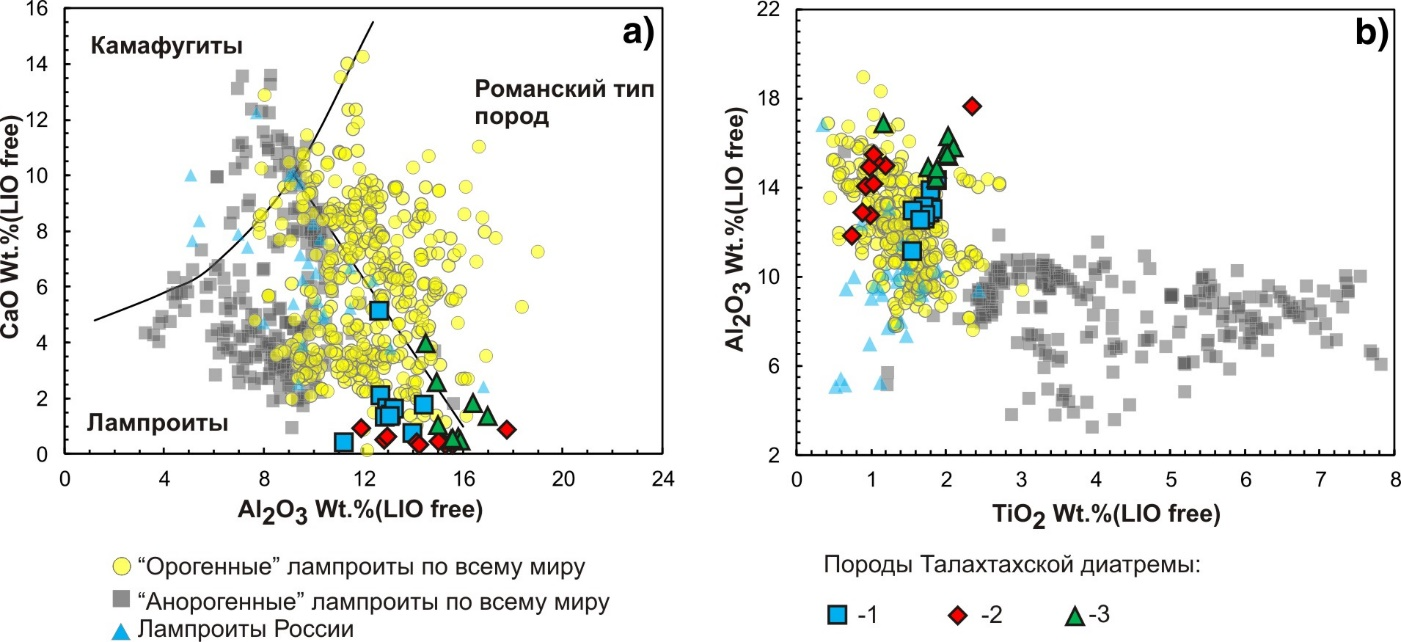 a)
16
14
12
10
8
6
4
2
0
CaO Wt.%(LIO free)
Камафугиты
Романский тип
пород
Лампроиты
0 4 8 12 16 20 24
Al2O3 Wt.%(LIO free)
b)
22
18
14
10
6
2
Al2O3 Wt.%(LIO free)
0 1 2 3 4 5 6 7 8
TiO2 Wt.%(LIO free)
“Орогенные” лампроиты по всему миру
“Анорогенные” лампроиты по всему миру
Лампроиты России
Породы Талахтахской диатремы:
-1 -2 -3